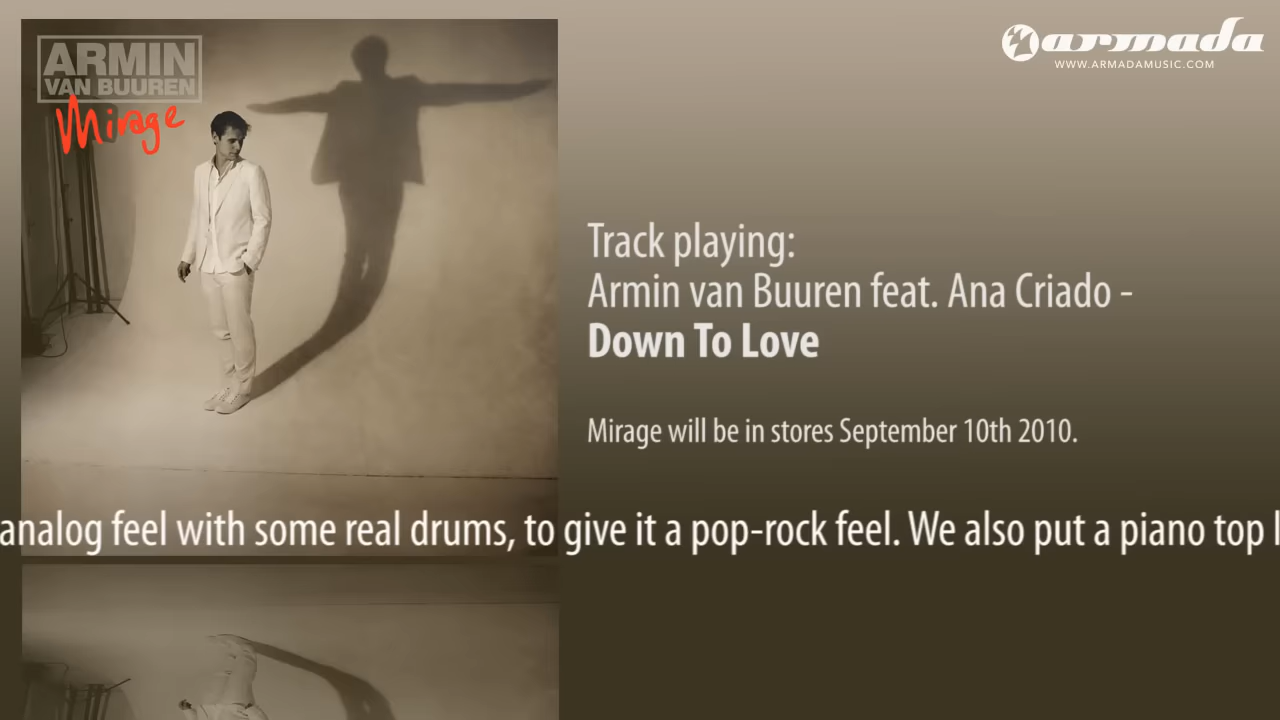 ARMIN
VAN BUUREN
Mirage
armada
WWW.ARMADAMUSIC.COM
Track playing:
Armin van Buuren feat. Ana Criado -
Down To Love
Mirage will be in stores September 10th 2010.
analog feel with some real drums, to give it a pop-rock feel. We also put a piano top